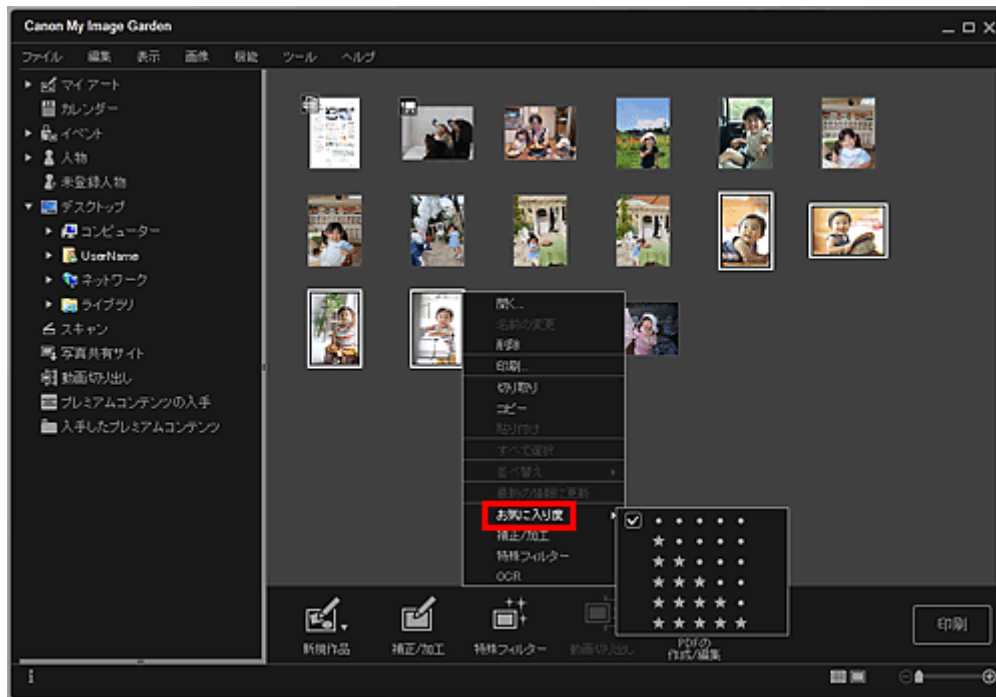 Canon My Image Garden
ファイル 編集 表示 画像 機能 ツール ヘルプ
マイ アート
カレンダー
イベント
人物
未登録人物
デスクトップ
コンピューター
UserName
ネットワーク
ライブラリ
スキャン
写真共有サイト
動画切り出し
プレミアムコンテンツの入手
入手したプレミアムコンテンツ
開く...
名前の変更
削除
印刷...
切り取り
コピー
貼り付け
すべて選択
並べ替え
最新の情報に更新
お気に入り度
補正/加工
特殊フィルター
OCR
新規作品 補正/加工 特殊フィルター 動画切り出し PDFの
作成/編集
印刷